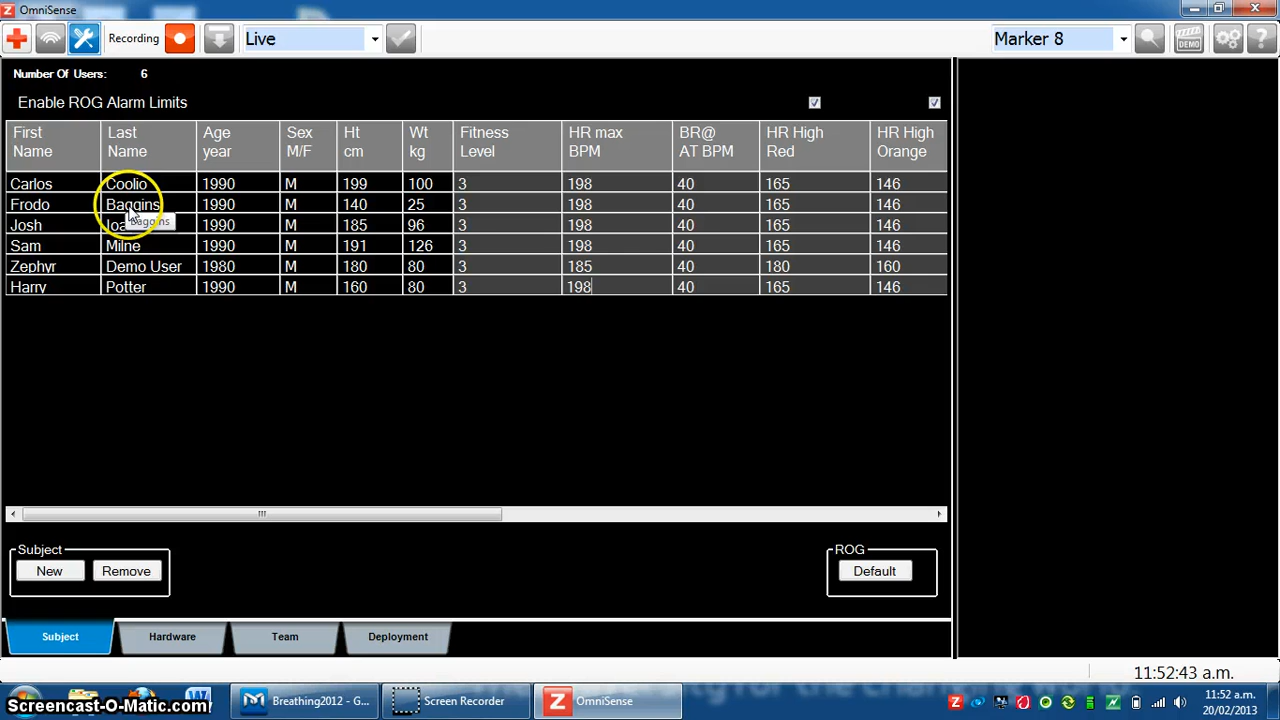 OmniSense
Recording Live Marker 8 DEMO
Number Of Users: 6
Enable ROG Alarm Limits
First Name Last Name Age year Sex M/F Ht cm Wt kg Fitness Level HR max BPM BR@ AT BPM HR High Red HR High Orange
Carlos Coolio 1990 M 199 100 3 198 40 165 146
Frodo Baggins 1990 M 140 25 3 198 40 165 146
Baggins
Josh 1990 M 185 96 3 198 40 165 146
Sam Milne 1990 M 191 126 3 198 40 165 146
Zephyr Demo User 1980 M 180 80 3 185 40 180 160
Harry Potter 1990 M 160 80 3 198 40 165 146
Subject ROG
New Remove Default
Subject Hardware Team Deployment
11:52:43 a.m.
Breathing2012 - G... Screen Recorder OmniSense 11:52 a.m.
Screencast-O-Matic.com 20/02/2013